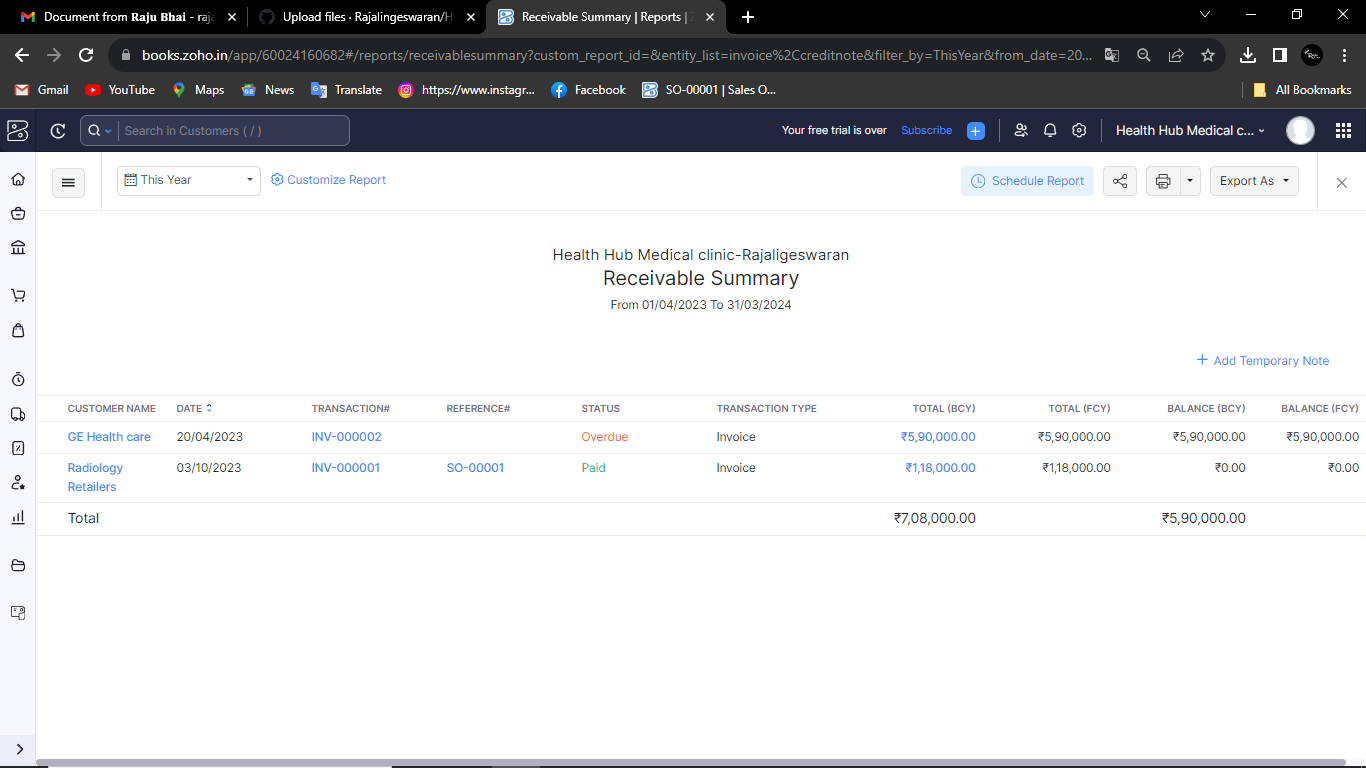 Document from Raju Bhai - raja
Upload files · Rajalingeswaran/H
Receivable Summary | Reports | Z
books.zoho.in/app/60024160682#/reports/receivablesummary?custom_report_id=&entity_list=invoice%2Ccreditnote&filter_by=ThisYear&from_date=20...
Gmail YouTube Maps News Translate https://www.instagr... Facebook SO-00001 | Sales O... All Bookmarks
Search in Customers ( / ) Your free trial is over Subscribe Health Hub Medical c...
This Year Customize Report Schedule Report Export As
Health Hub Medical clinic-Rajaligeswaran
Receivable Summary
From 01/04/2023 To 31/03/2024
Add Temporary Note
CUSTOMER NAME DATE TRANSACTION# REFERENCE# STATUS TRANSACTION TYPE TOTAL (BCY) TOTAL (FCY) BALANCE (BCY) BALANCE (FCY)
GE Health care 20/04/2023 INV-000002 Overdue Invoice ₹5,90,000.00 ₹5,90,000.00 ₹5,90,000.00 ₹5,90,000.00
Radiology Retailers 03/10/2023 INV-000001 SO-00001 Paid Invoice ₹1,18,000.00 ₹1,18,000.00 ₹0.00 ₹0.00
Total ₹7,08,000.00 ₹5,90,000.00